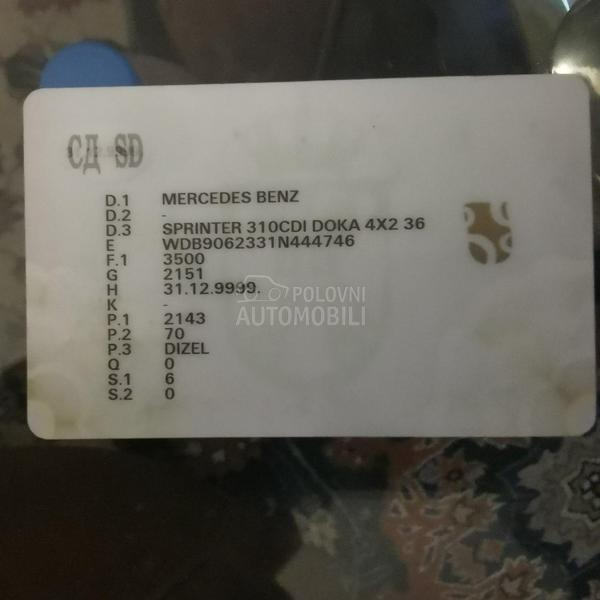 СД SD
D.1 MERCEDES BENZ
D.2 -
D.3 SPRINTER 310CDI DOKA 4X2 36
E WDB9062331N444746
F.1 3500
G 2151
H 31.12.9999.
K -
P.1 2143
P.2 70
P.3 DIZEL
Q 0
S.1 6
S.2 0
POLOVNI
AUTOMOBILI